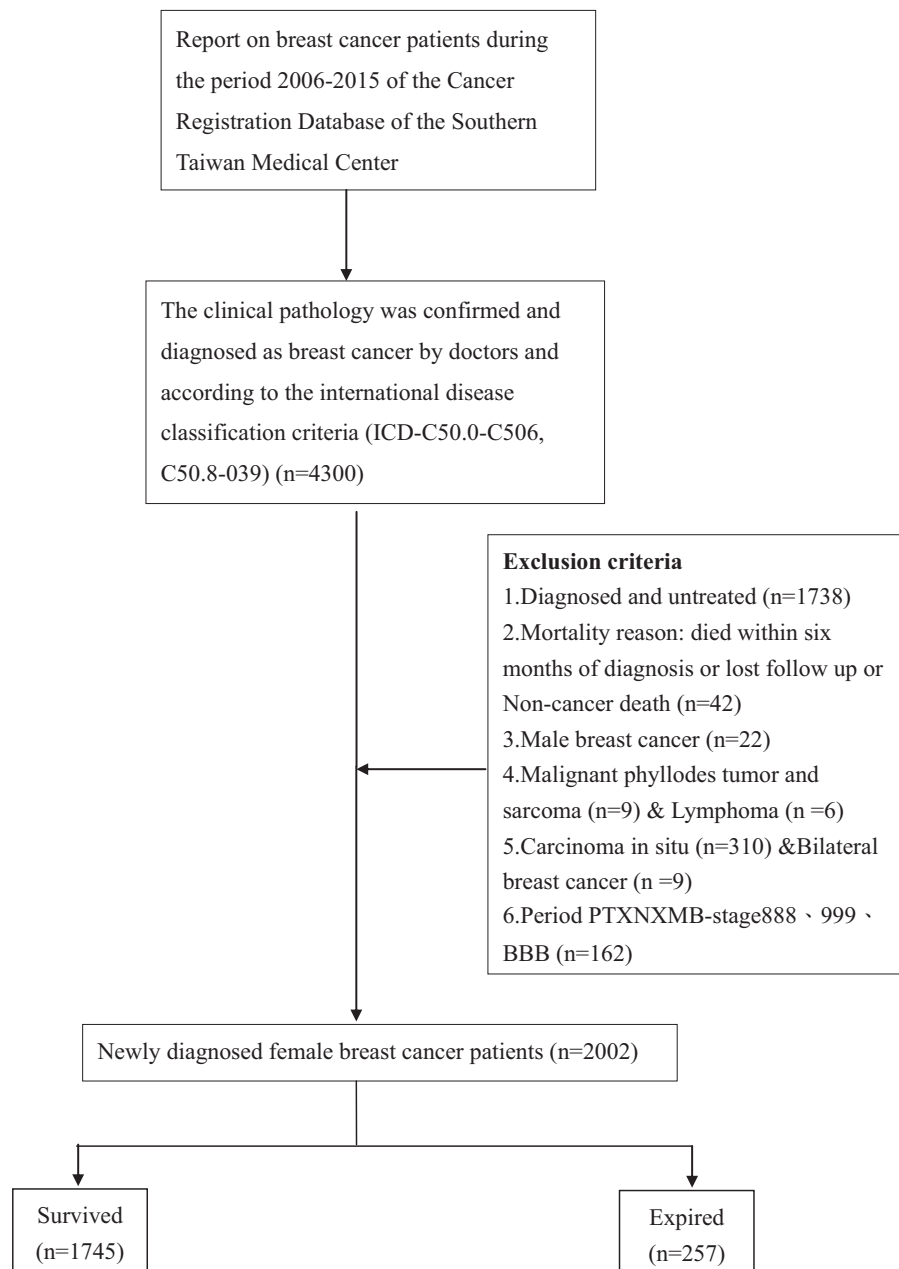 Report on breast cancer patients during
the period 2006-2015 of the Cancer
Registration Database of the Southern
Taiwan Medical Center
The clinical pathology was confirmed and
diagnosed as breast cancer by doctors and
according to the international disease
classification criteria (ICD-C50.0-C506,
C50.8-039) (n=4300)
Exclusion criteria
1.Diagnosed and untreated (n=1738)
2.Mortality reason: died within six
months of diagnosis or lost follow up or
Non-cancer death (n=42)
3.Male breast cancer (n=22)
4.Malignant phyllodes tumor and
sarcoma (n=9) & Lymphoma (n =6)
5.Carcinoma in situ (n=310) &Bilateral
breast cancer (n =9)
6.Period PTXNXMB-stage888、999、
BBB (n=162)
Newly diagnosed female breast cancer patients (n=2002)
Survived
(n=1745)
Expired
(n=257)